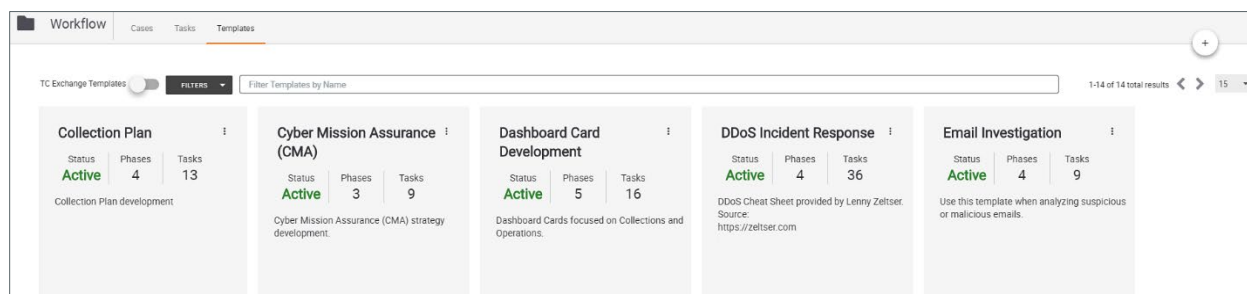 Workflow
Cases Tasks Templates
+
TC Exchange Templates FILTERS Filter Templates by Name 1-14 of 14 total results 15
Collection Plan
Status Phases Tasks
Active 4 13
Collection Plan development
Cyber Mission Assurance
(CMA)
Status Phases Tasks
Active 3 9
Cyber Mission Assurance (CMA) strategy
development.
Dashboard Card
Development
Status Phases Tasks
Active 5 16
Dashboard Cards focused on Collections and
Operations.
DDoS Incident Response
Status Phases Tasks
Active 4 36
DDoS Cheat Sheet provided by Lenny Zeltser.
Source:
https://zeltser.com
Email Investigation
Status Phases Tasks
Active 4 9
Use this template when analyzing suspicious
or malicious emails.